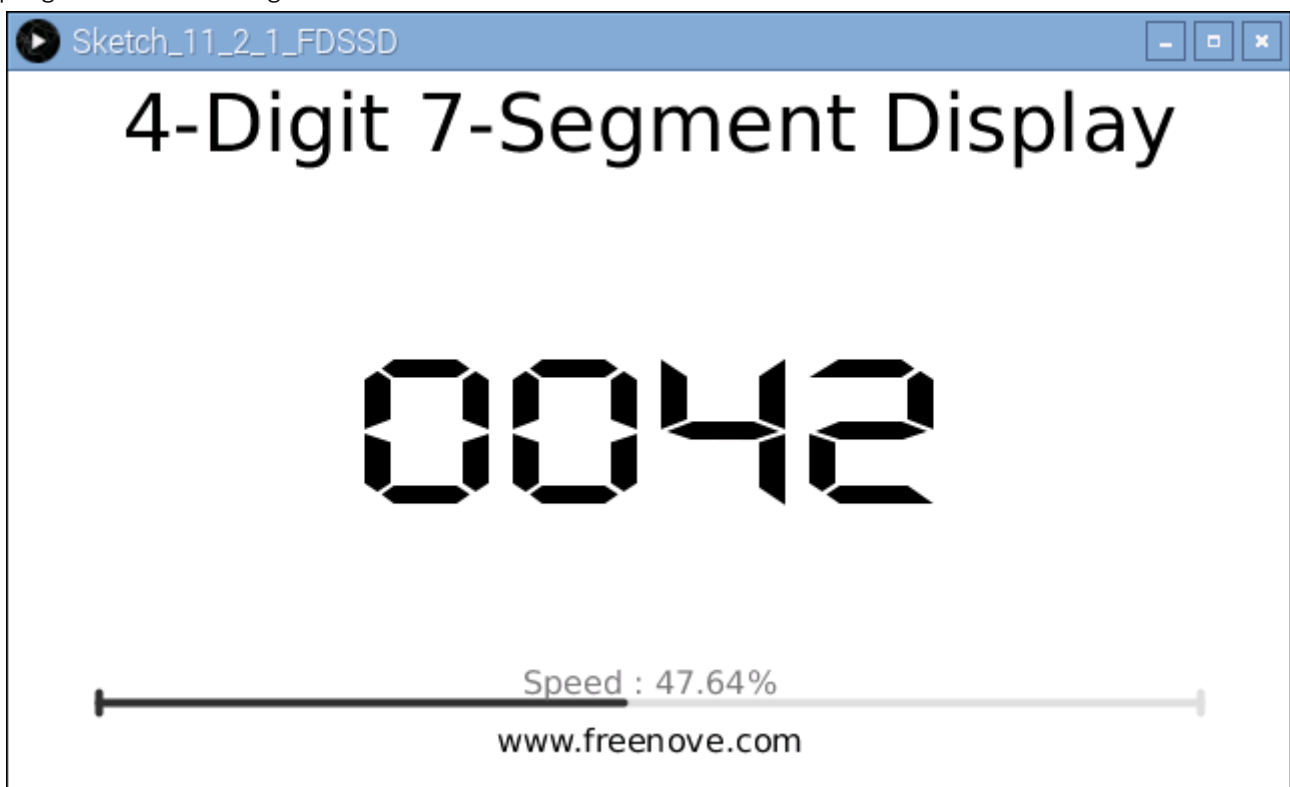 Sketch_11_2_1_FDSSD
4-Digit 7-Segment Display
0042
Speed : 47.64%
www.freenove.com